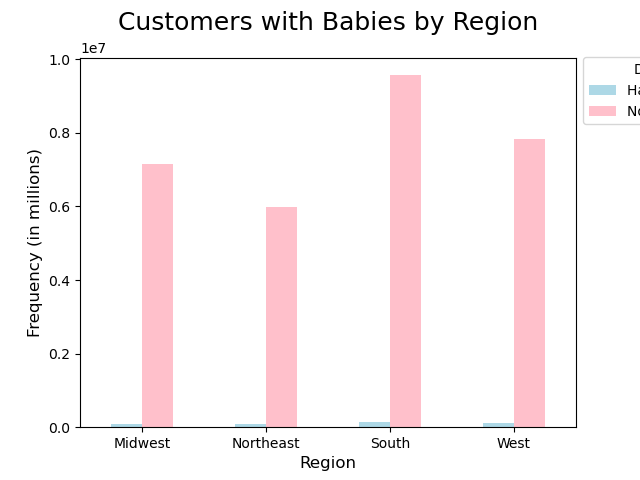 Customers with Babies by Region
1e7
1.0
0.8
0.6
0.4
0.2
0.0
Frequency (in millions)
Midwest
Northeast
South
West
Region